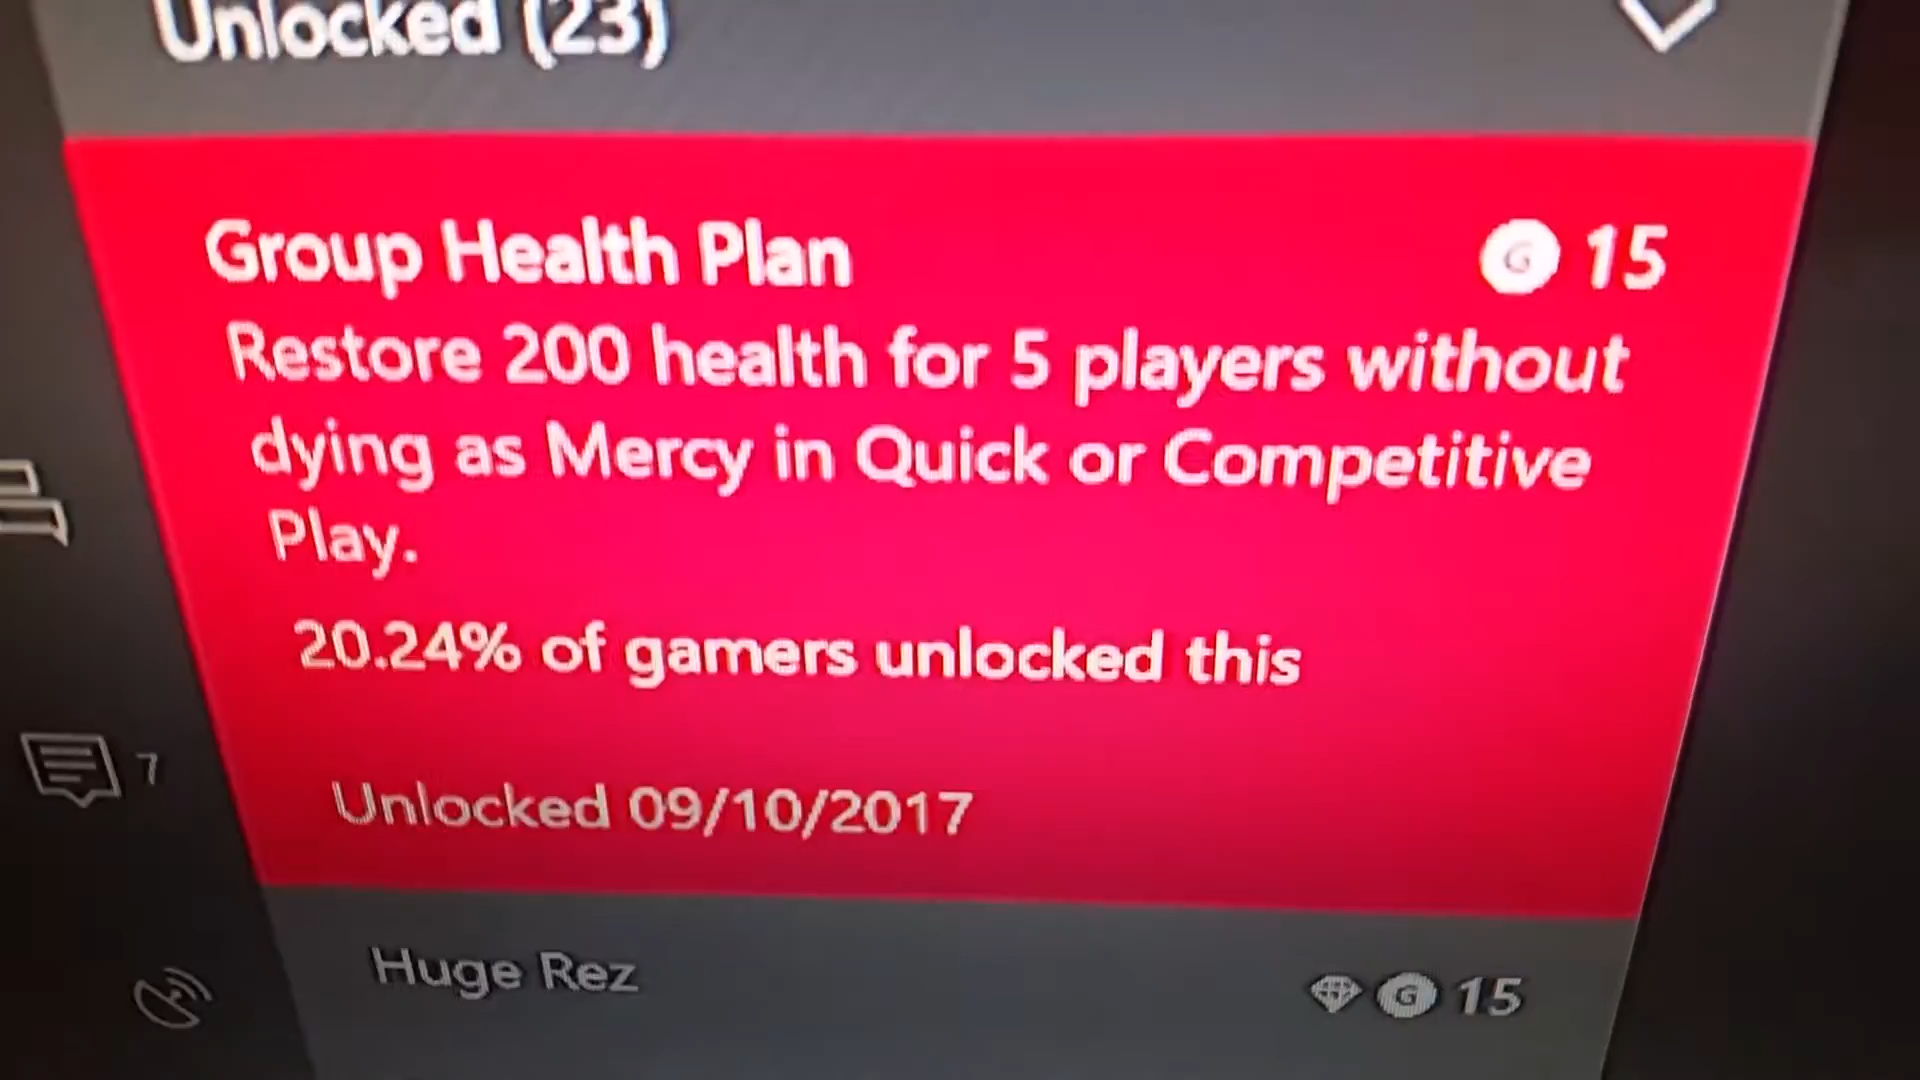 Unlocked (23)
Group Health Plan
G 15
Restore 200 health for 5 players without
dying as Mercy in Quick or Competitive
Play.
20.24% of gamers unlocked this
7
Unlocked 09/10/2017
Huge Rez
G 15